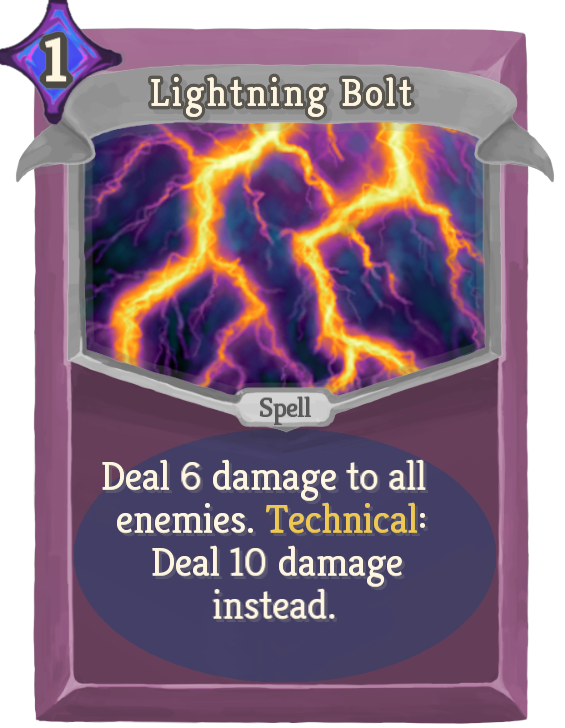 1
Lightning Bolt
Spell
Deal 6 damage to all
enemies. Technical:
Deal 10 damage
instead.